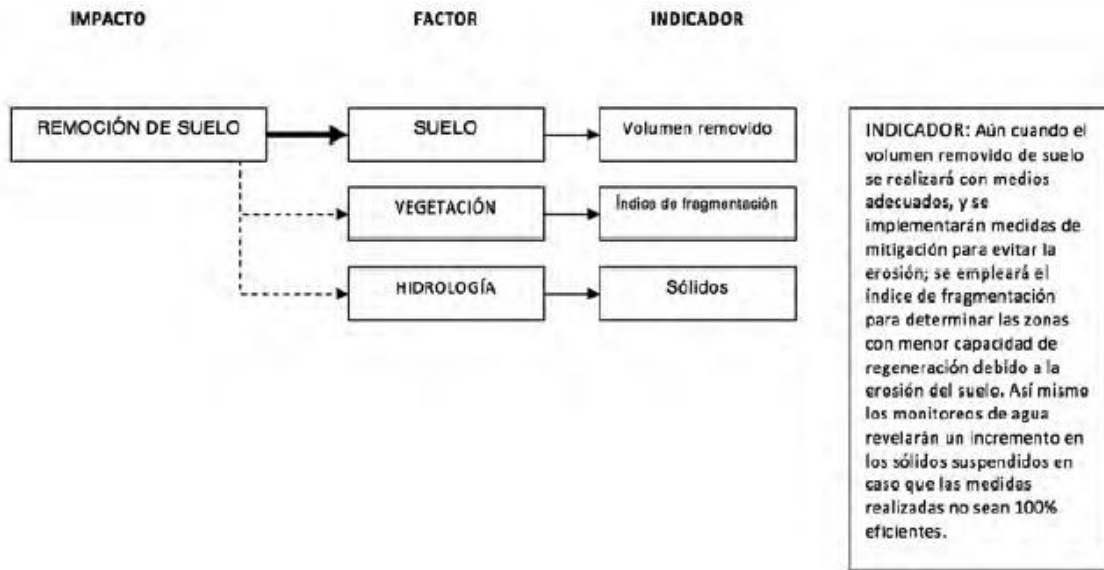 IMPACTO
FACTOR
INDICADOR
REMOCIÓN DE SUELO
SUELO
Volumen removido
VEGETACIÓN
Índice de fragmentación
HIDROLOGÍA
Sólidos
INDICADOR: Aún cuando el
volumen removido de suelo
se realizará con medios
adecuados, y se
implementarán medidas de
mitigación para evitar la
erosión; se empleará el
índice de fragmentación
para determinar las zonas
con menor capacidad de
regeneración debido a la
erosión del suelo. Así mismo
los monitoreos de agua
revelarán un incremento en
los sólidos suspendidos en
caso que las medidas
realizadas no sean 100%
eficientes.